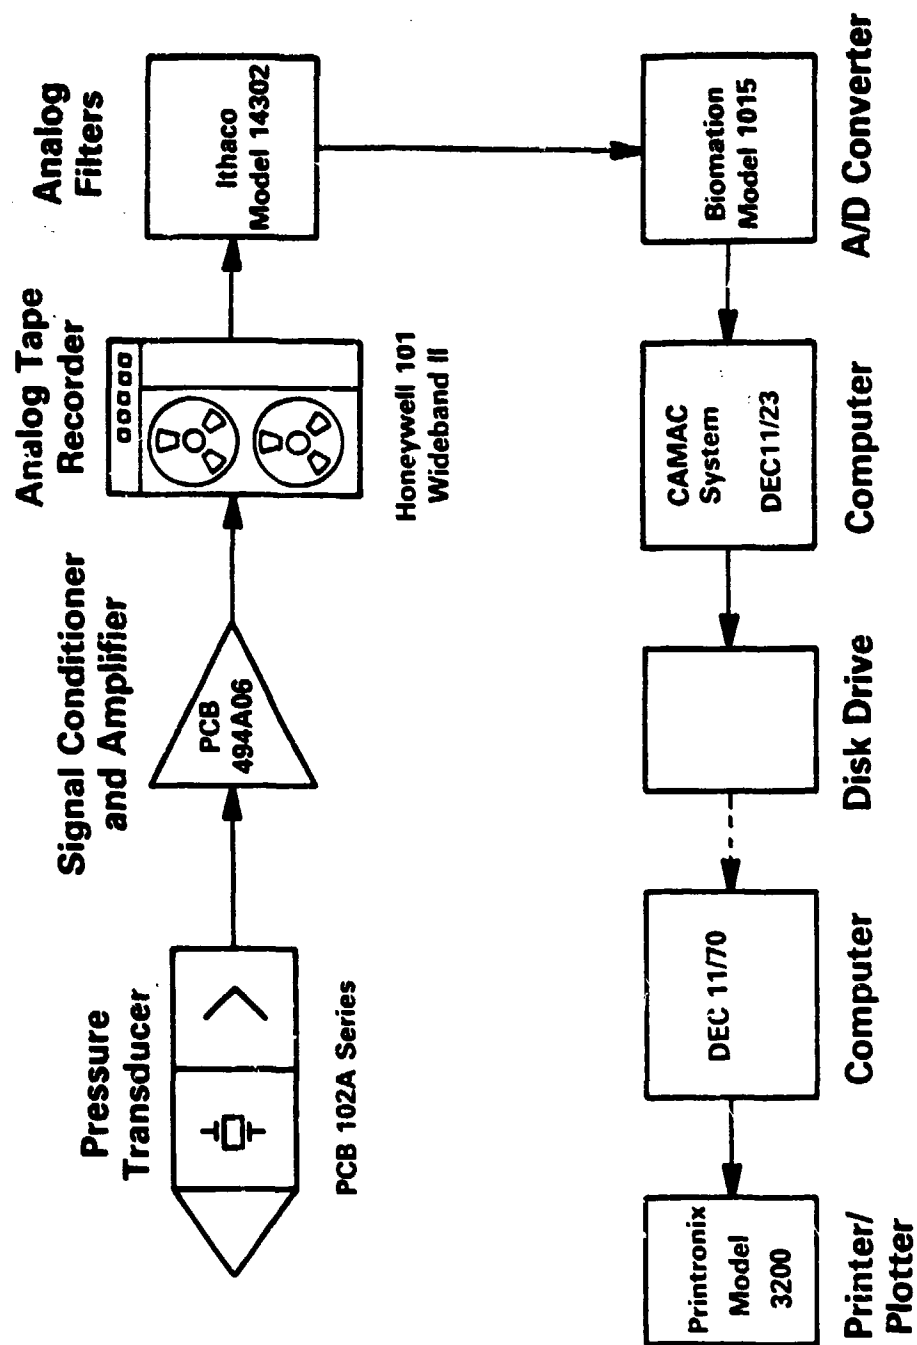 Pressure
Transducer
PCB 102A Series
Signal Conditioner
and Amplifier
PCB
494A06
Analog Tape
Recorder
Honeywell 101
Wideband II
Analog
Filters
Ithaco
Model 14302
Printronix
Model
3200
Printer/
Plotter
DEC 11/70
Computer
Disk Drive
CAMAC
System
DEC11/23
Computer
Biomation
Model 1015
A/D Converter